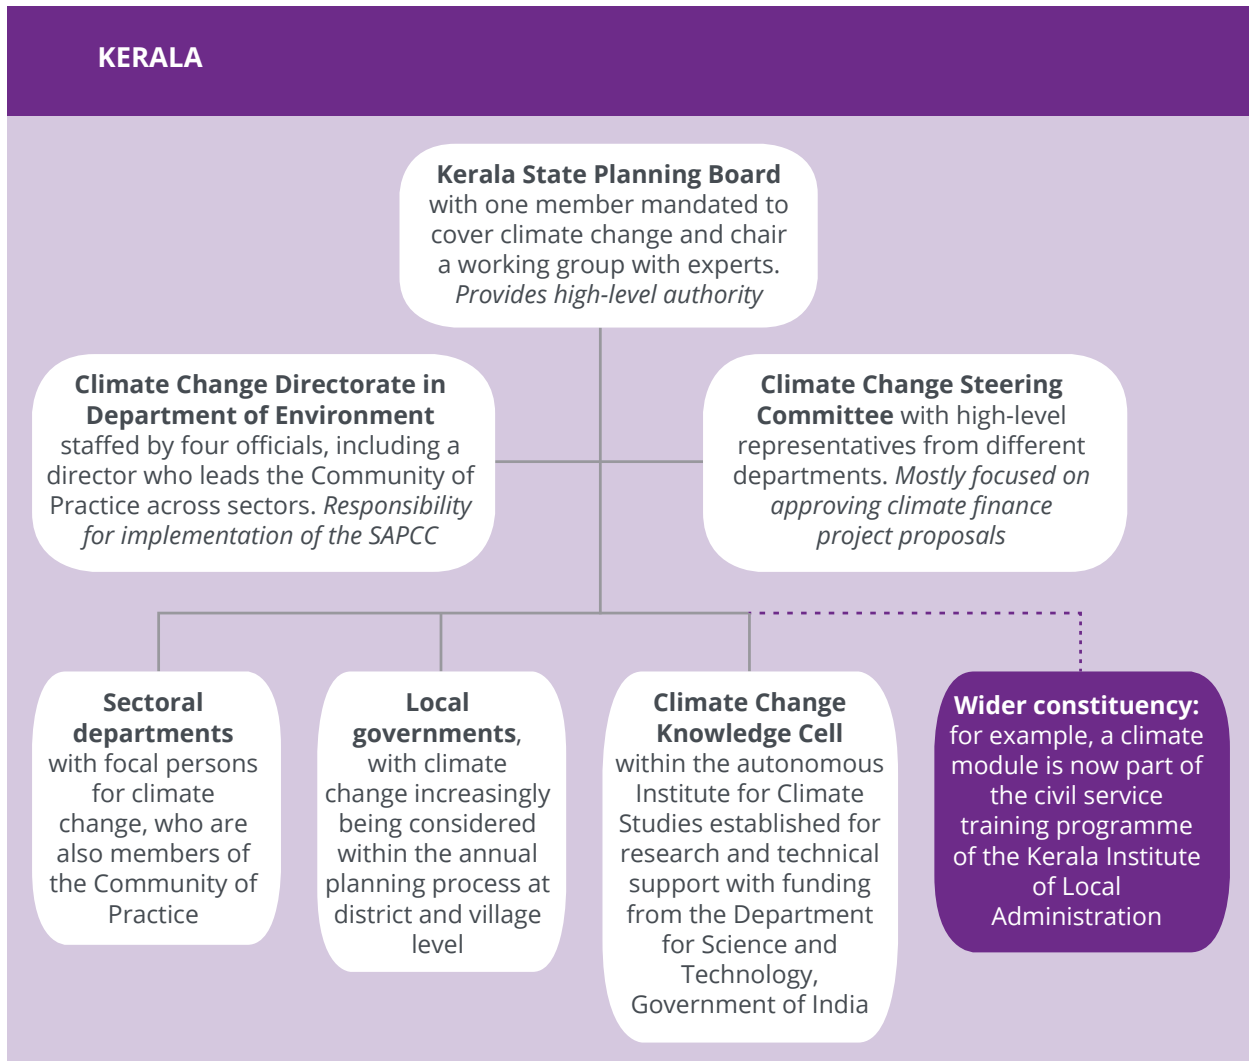 KERALA
Kerala State Planning Board
with one member mandated to
cover climate change and chair
a working group with experts.
Provides high-level authority
Climate Change Directorate in
Department of Environment
staffed by four officials, including a
director who leads the Community of
Practice across sectors. Responsibility
for implementation of the SAPCC
Climate Change Steering
Committee with high-level
representatives from different
departments. Mostly focused on
approving climate finance
project proposals
Sectoral
departments
with focal persons
for climate
change, who are
also members of
the Community of
Practice
Local
governments,
with climate
change increasingly
being considered
within the annual
planning process at
district and village
level
Climate Change
Knowledge Cell
within the autonomous
Institute for Climate
Studies established for
research and technical
support with funding
from the Department
for Science and
Technology,
Government of India
Wider constituency:
for example, a climate
module is now part of
the civil service
training programme
of the Kerala Institute
of Local
Administration